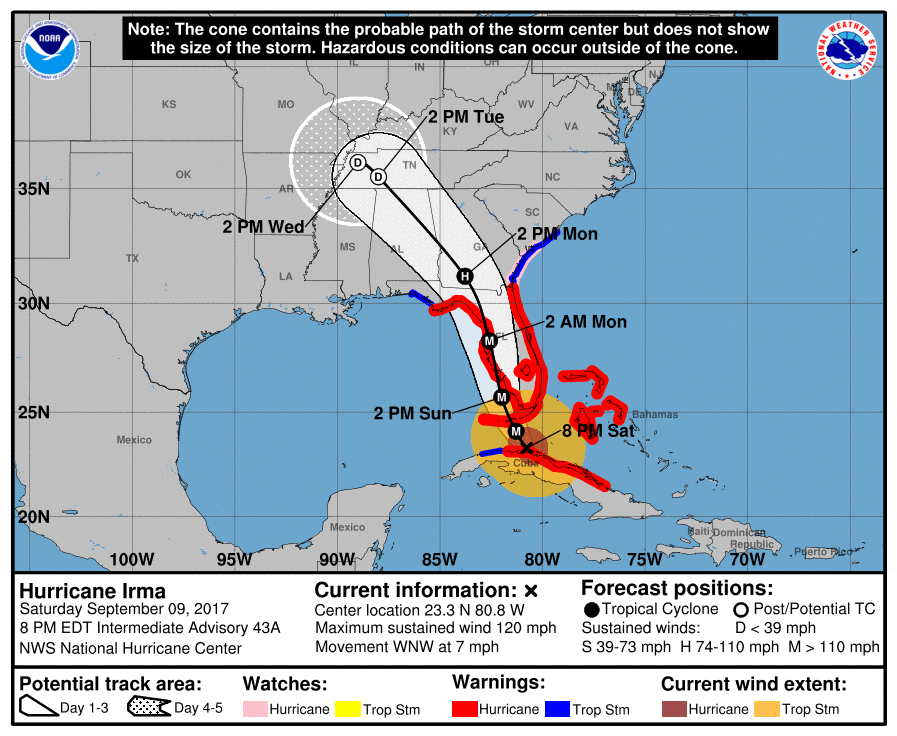 Note: The cone contains the probable path of the storm center but does not show
the size of the storm. Hazardous conditions can occur outside of the cone.
NOAA
NATIONAL WEATHER SERVICE
IL
IN
OH
NJ
MD
DE
KS
MO
WV
KY
VA
2 PM Tue
OK
AR
TN
NC
35N
SC
2 PM Wed
2 PM Mon
TX
MS
AL
GA
LA
30N
H
2 AM Mon
FL
M
25N
2 PM Sun
M
Bahamas
Mexico
M
8 PM Sat
Cuba
20N
Mexico
Haiti
Dominican
Republic
Puerto Rico
D
D
100W
95W
90W
85W
80W
75W
70W
Hurricane Irma
Saturday September 09, 2017
8 PM EDT Intermediate Advisory 43A
NWS National Hurricane Center
Current information: ×
Center location 23.3 N 80.8 W
Maximum sustained wind 120 mph
Movement WNW at 7 mph
Forecast positions:
Tropical Cyclone
Post/Potential TC
Sustained winds: D < 39 mph
S 39-73 mph H 74-110 mph M > 110 mph
Potential track area:
Day 1-3
Day 4-5
Watches:
Hurricane
Trop Stm
Warnings:
Hurricane
Trop Stm
Current wind extent:
Hurricane
Trop Stm